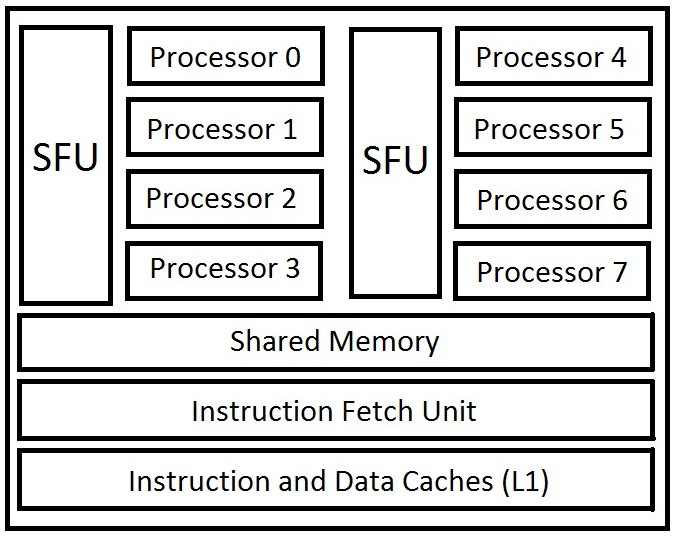 SFU
Processor 0
Processor 1
Processor 2
Processor 3
SFU
Processor 4
Processor 5
Processor 6
Processor 7
Shared Memory
Instruction Fetch Unit
Instruction and Data Caches (L1)